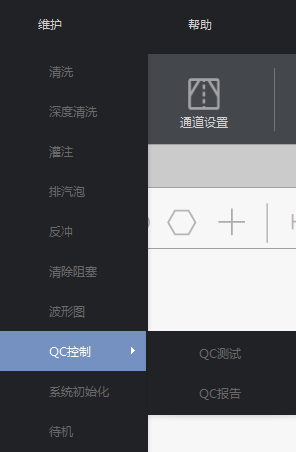 维护
帮助
清洗
深度清洗
通道设置
灌注
排汽泡
反冲
清除阻塞
波形图
QC控制
QC测试
系统初始化
QC报告
待机